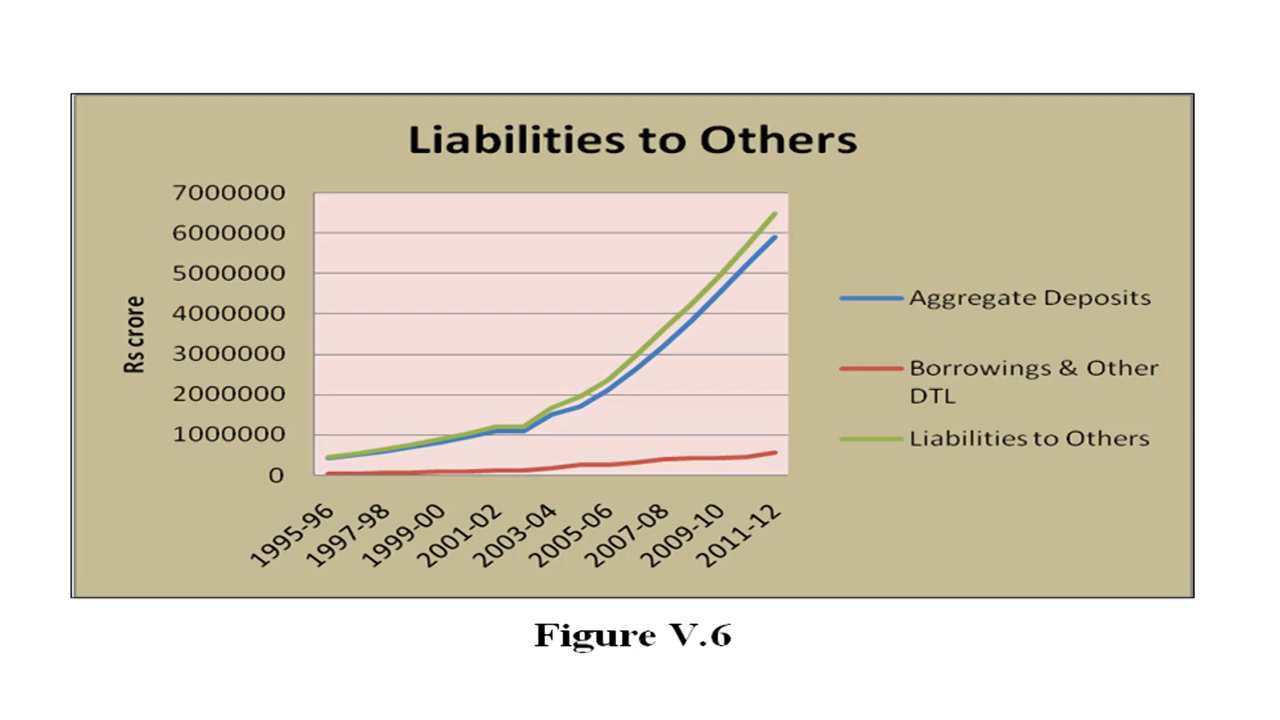 Liabilities to Others
7000000
6000000
5000000
4000000
3000000
2000000
1000000
0
Rs crore
1995-96
1997-98
1999-00
2001-02
2003-04
2005-06
2007-08
2009-10
2011-12
Aggregate Deposits
Borrowings & Other
DTL
Liabilities to Others
Figure V.6